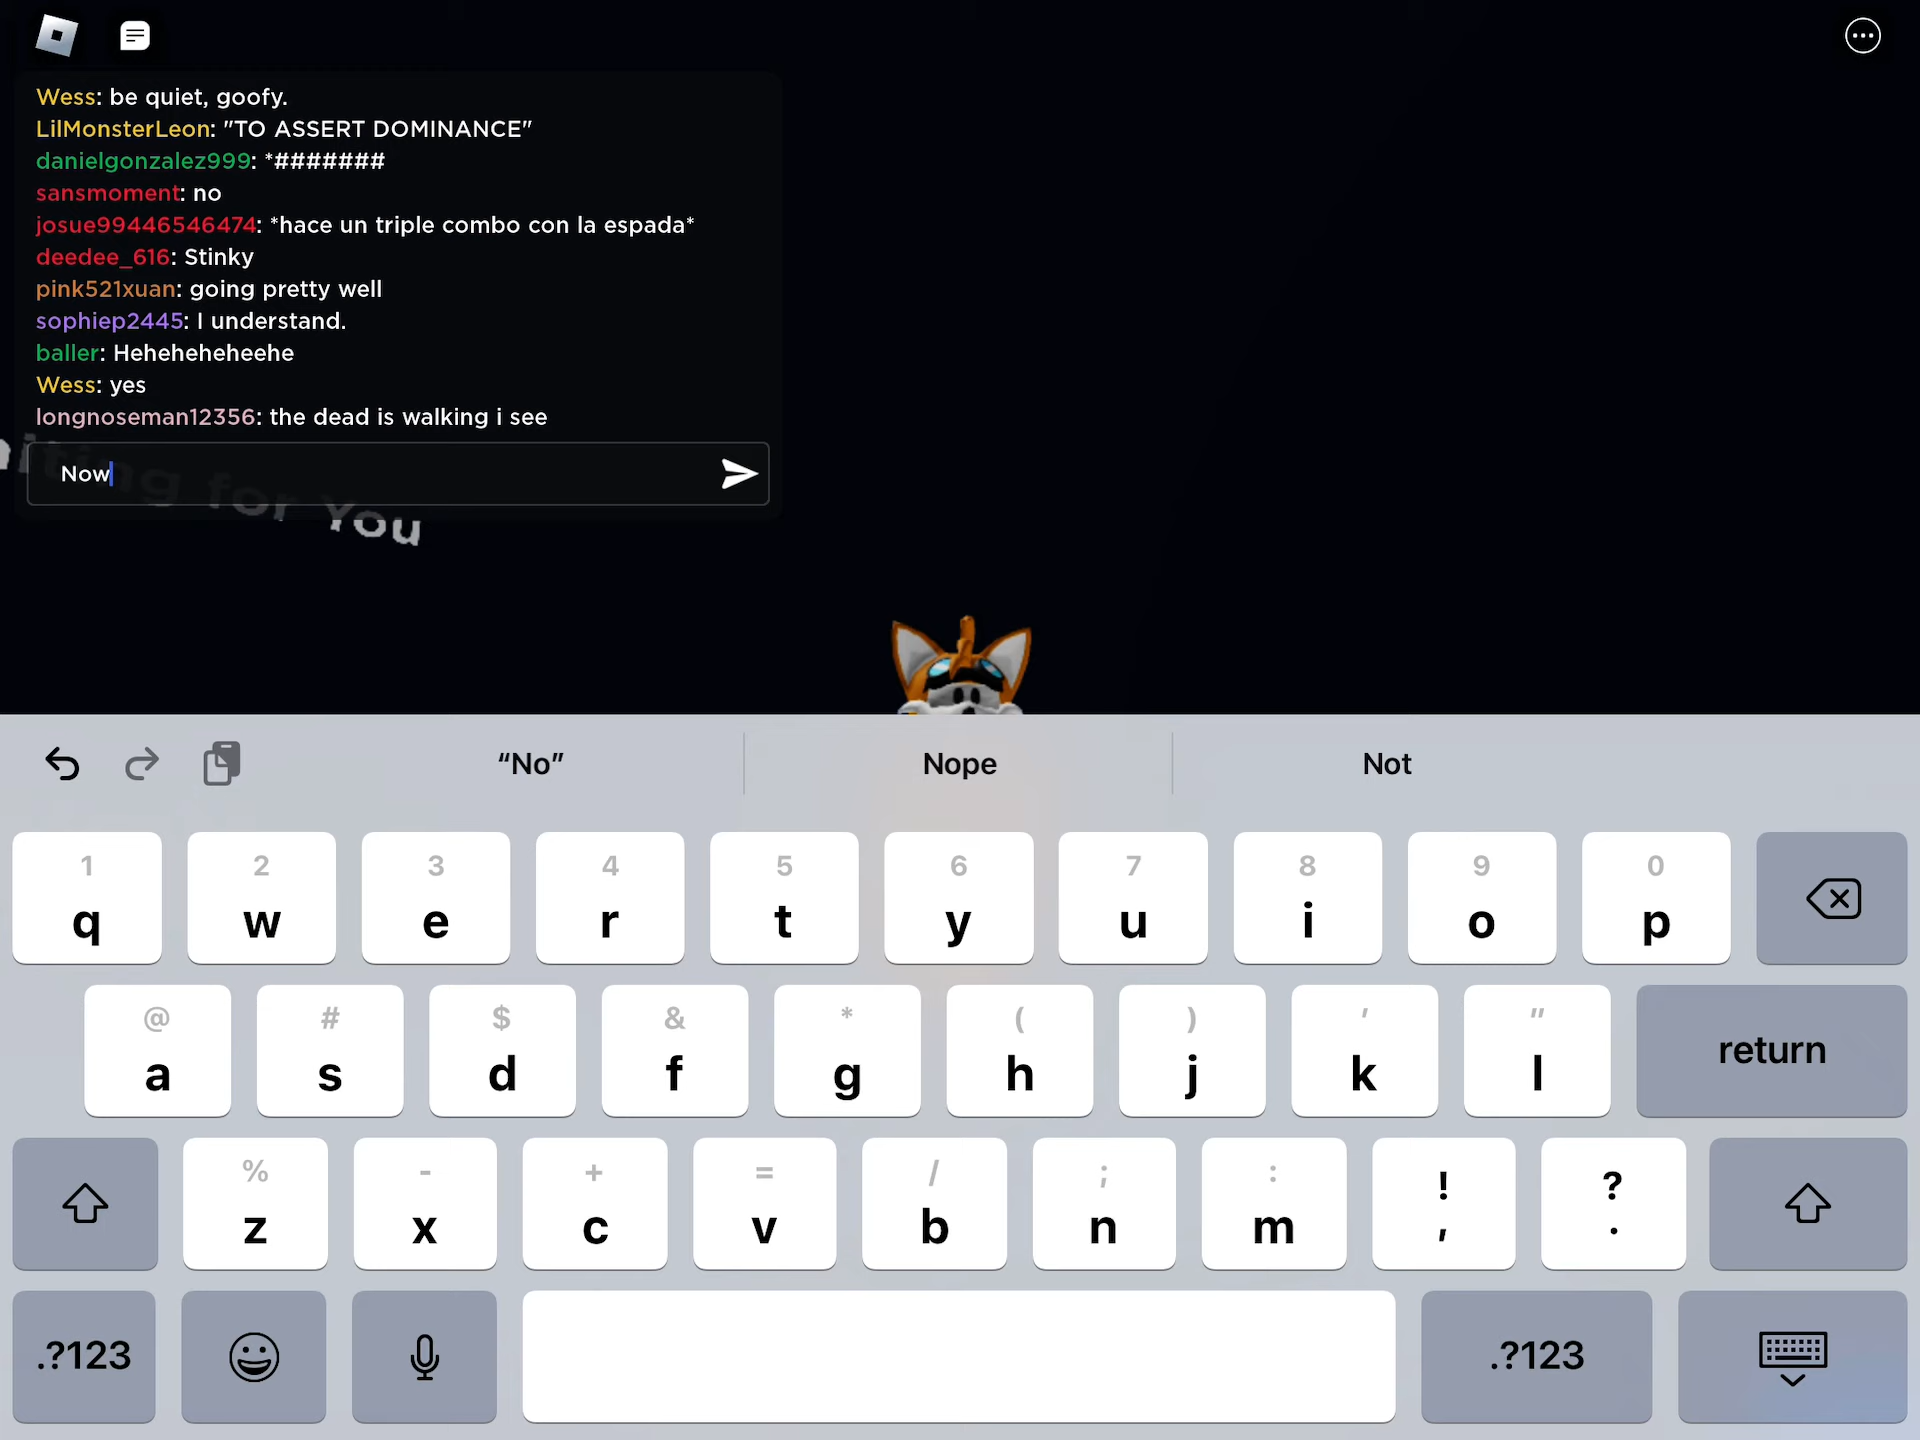 Wess: be quiet, goofy.
LilMonsterLeon: "TO ASSERT DOMINANCE"
danielgonzalez999: *#######
sansmoment: no
josue99446546474: *hace un triple combo con la espada*
deedee_616: Stinky
pink521xuan: going pretty well
sophiep2445: I understand.
baller: Heheheheheehe
Wess: yes
longnoseman12356: the dead is walking i see
Now
for You
“No” Nope Not
1 2 3 4 5 6 7 8 9 0
q w e r t y u i o p
@ # $ & * ( ) ' "
a s d f g h j k l return
% - + = / ; : ! ?
z x c v b n m , .
.?123 .?123